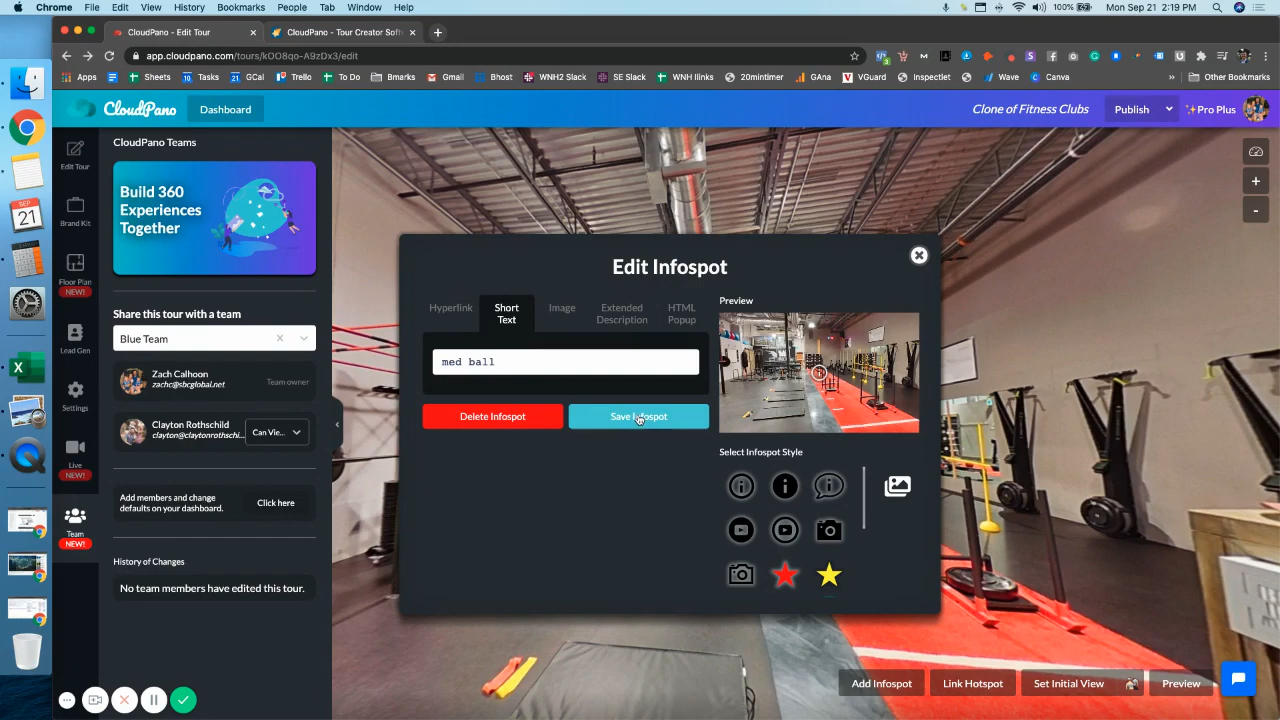 Chrome File Edit View History Bookmarks People Tab Window Help
100% Mon Sep 21 2:19 PM
CloudPano - Edit Tour
CloudPano - Tour Creator Soft
app.cloudpano.com/tours/kOO8qo-A9zDx3/edit
Apps Sheets Tasks GCal Trello To Do Bmarks Gmail Bhost WNH2 Slack SE Slack WNH llinks 20mintimer GAna VGuard Inspectlet Wave Canva Other Bookmarks
CloudPano
Dashboard
Clone of Fitness Clubs
Publish
Pro Plus
Edit Tour
Brand Kit
Floor Plan
NEW!
Lead Gen
Settings
Live
NEW!
Team
NEW!
CloudPano Teams
Build 360
Experiences
Together
Share this tour with a team
Blue Team
Zach Calhoon
zachc@sbcglobal.net
Team owner
Clayton Rothschild
clayton@claytonrothschi...
Can Vie...
Add members and change
defaults on your dashboard.
Click here
History of Changes
No team members have edited this tour.
Edit Infospot
Hyperlink
Short
Text
Image
Extended
Description
HTML
Popup
med ball
Delete Infospot
Save Infospot
Preview
Select Infospot Style
Add Infospot
Link Hotspot
Set Initial View
Preview
SEP
21